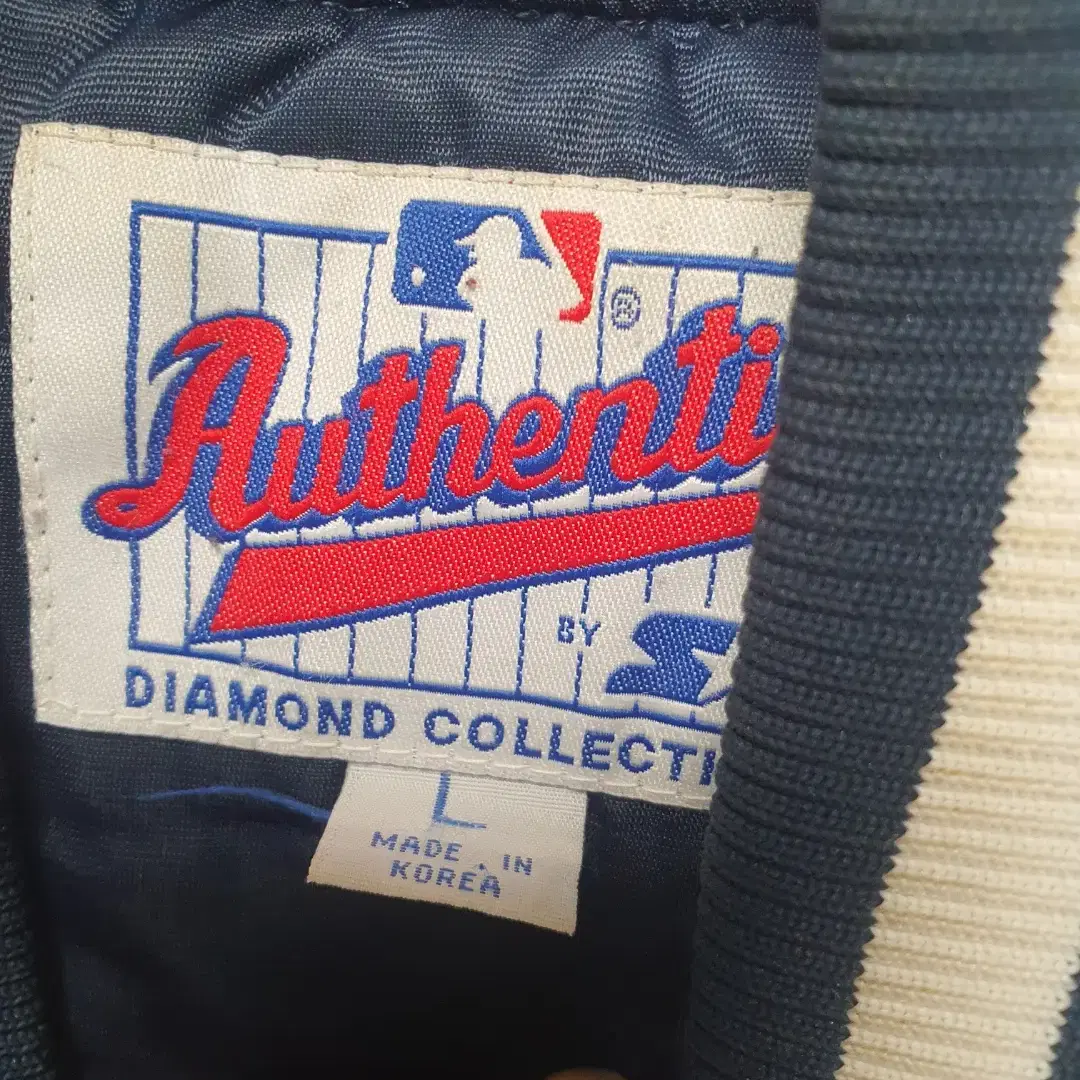 ®
Authenti
BY
DIAMOND COLLECTI
L
MADE IN
KOREA